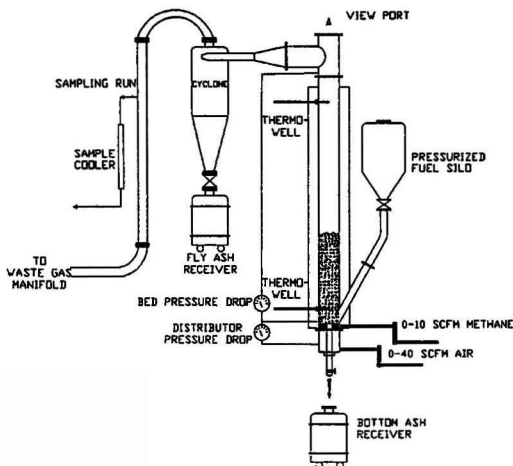 VIEW PORT
SAMPLING RUN
CYCLONE
THERMO-
WELL
SAMPLE
COOLER
PRESSURIZED
FUEL SILO
TO
WASTE GAS
MANIFOLD
FLY ASH
RECEIVER
THERMO-
WELL
BED PRESSURE DROP
DISTRIBUTOR
PRESSURE DROP
0-10 SCFM METHANE
0-40 SCFM AIR
BOTTOM ASH
RECEIVER